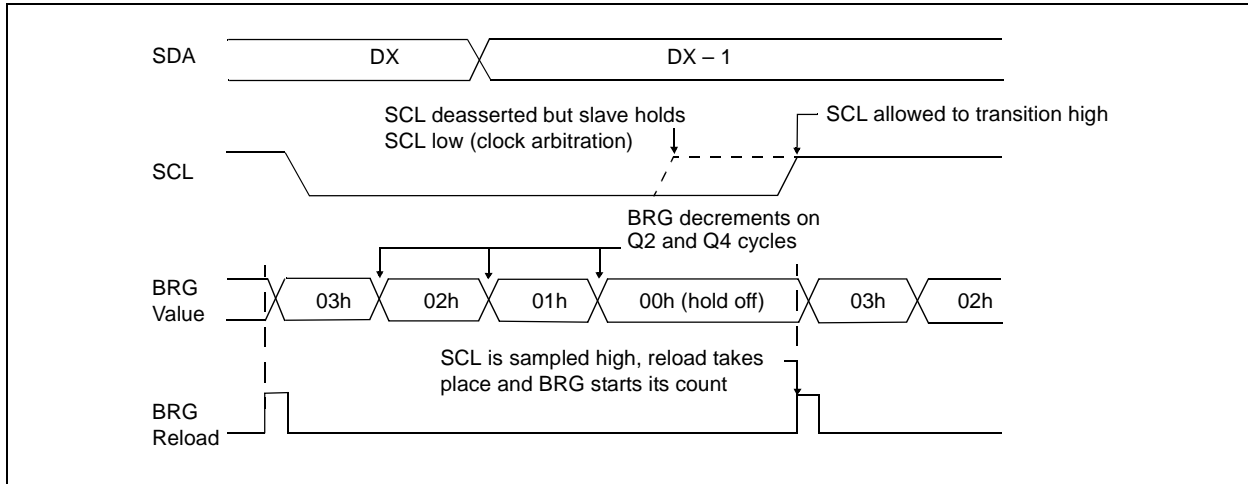 SDA
DX
DX – 1
SCL deasserted but slave holds
SCL low (clock arbitration)
SCL allowed to transition high
SCL
BRG decrements on
Q2 and Q4 cycles
BRG
Value
03h
02h
01h
00h (hold off)
03h
02h
SCL is sampled high, reload takes
place and BRG starts its count
BRG
Reload